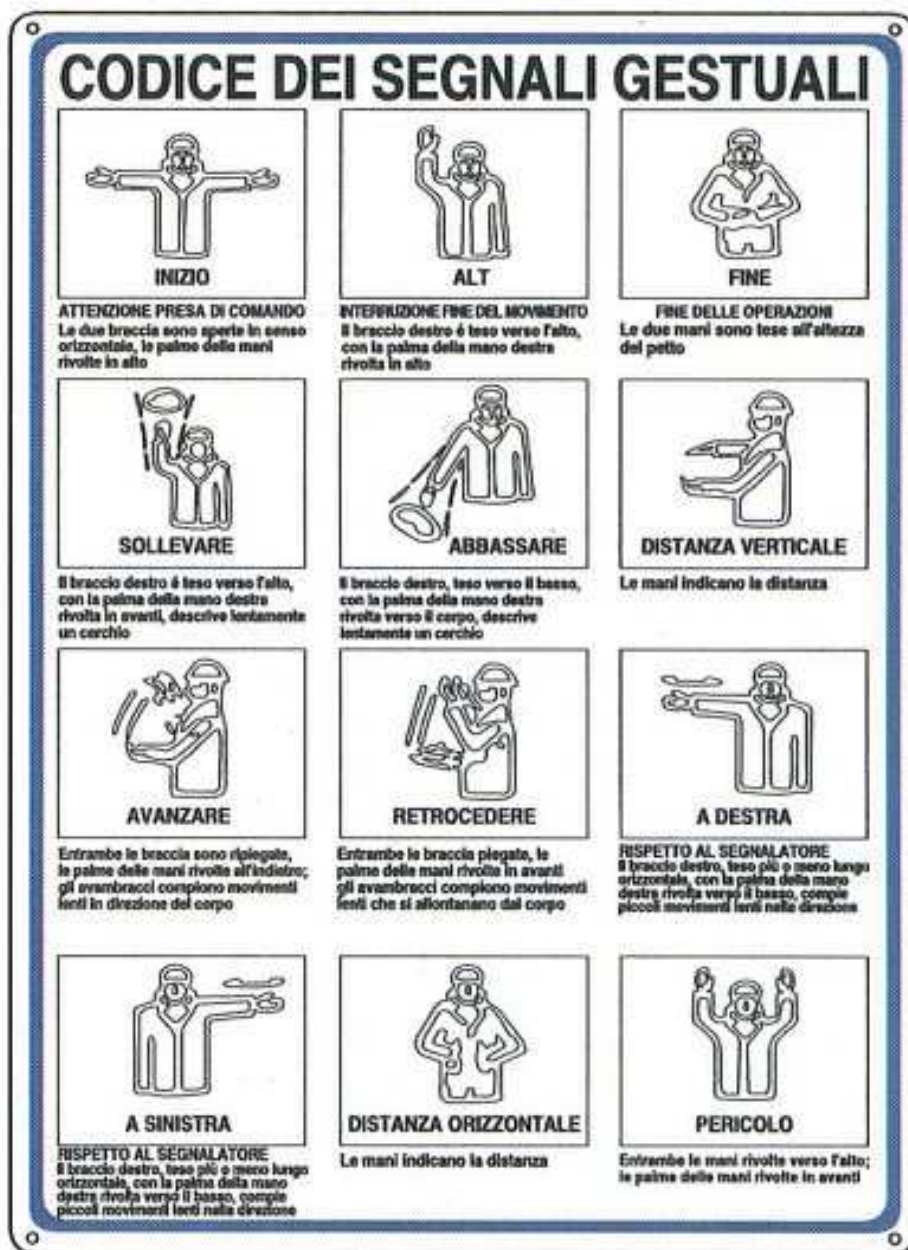 CODICE DEI SEGNALI GESTUALI
INIZIO
ATTENZIONE PRESA DI COMANDO
Le due braccia sono aperte in senso
orizzontale, le palme delle mani
rivolte in alto
ALT
INTERRUZIONE FINE DEL MOVIMENTO
Il braccio destro é teso verso l'alto,
con la palma della mano destra
rivolta in alto
FINE
FINE DELLE OPERAZIONI
Le due mani sono tese all'altezza
del petto
SOLLEVARE
Il braccio destro é teso verso l'alto,
con la palma della mano destra
rivolta in avanti, descrive lentamente
un cerchio
ABBASSARE
Il braccio destro, teso verso il basso,
con la palma della mano destra
rivolta verso il corpo, descrive
lentamente un cerchio
DISTANZA VERTICALE
Le mani indicano la distanza
AVANZARE
Entrambe le braccia sono ripiegate,
le palme delle mani rivolte all'indietro;
gli avambracci compiono movimenti
lenti in direzione del corpo
RETROCEDERE
Entrambe le braccia piegate, le
palme delle mani rivolte in avanti
gli avambracci compiono movimenti
lenti che si allontanano dal corpo
A DESTRA
RISPETTO AL SEGNALATORE
Il braccio destro, teso più o meno lungo
orizzontale, con la palma della mano
destra rivolta verso il basso, compie
piccoli movimenti lenti nella direzione
A SINISTRA
RISPETTO AL SEGNALATORE
Il braccio destro, teso più o meno lungo
orizzontale, con la palma della mano
destra rivolta verso il basso, compie
piccoli movimenti lenti nella direzione
DISTANZA ORIZZONTALE
Le mani indicano la distanza
PERICOLO
Entrambe le mani rivolte verso l'alto;
le palme delle mani rivolte in avanti